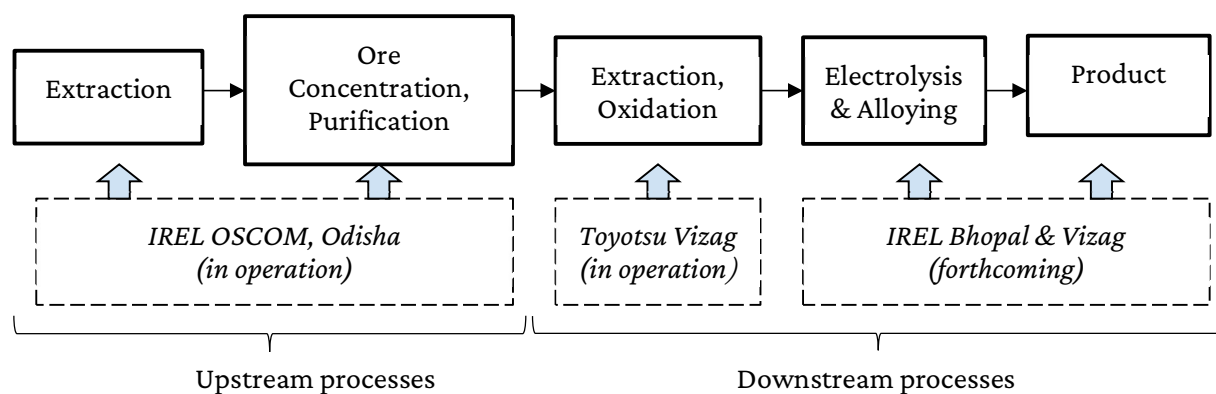 Extraction
Ore
Concentration,
Purification
Extraction,
Oxidation
Electrolysis
& Alloying
Product
IREL OSCOM, Odisha
(in operation)
Toyotsu Vizag
(in operation)
IREL Bhopal & Vizag
(forthcoming)
Upstream processes
Downstream processes